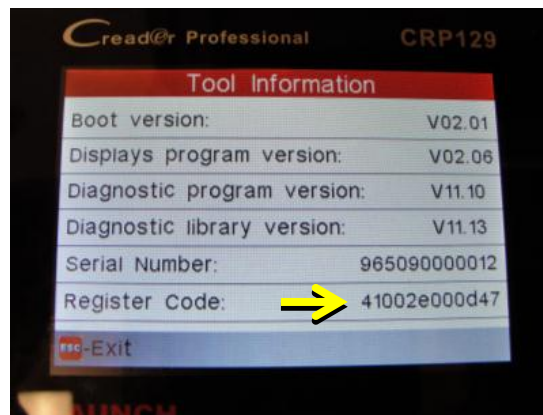 Creader Professional CRP129
Tool Information
Boot version: V02.01
Displays program version: V02.06
Diagnostic program version: V11.10
Diagnostic library version: V11.13
Serial Number: 965090000012
Register Code: 41002e000d47
ESC-Exit
LAUNCH